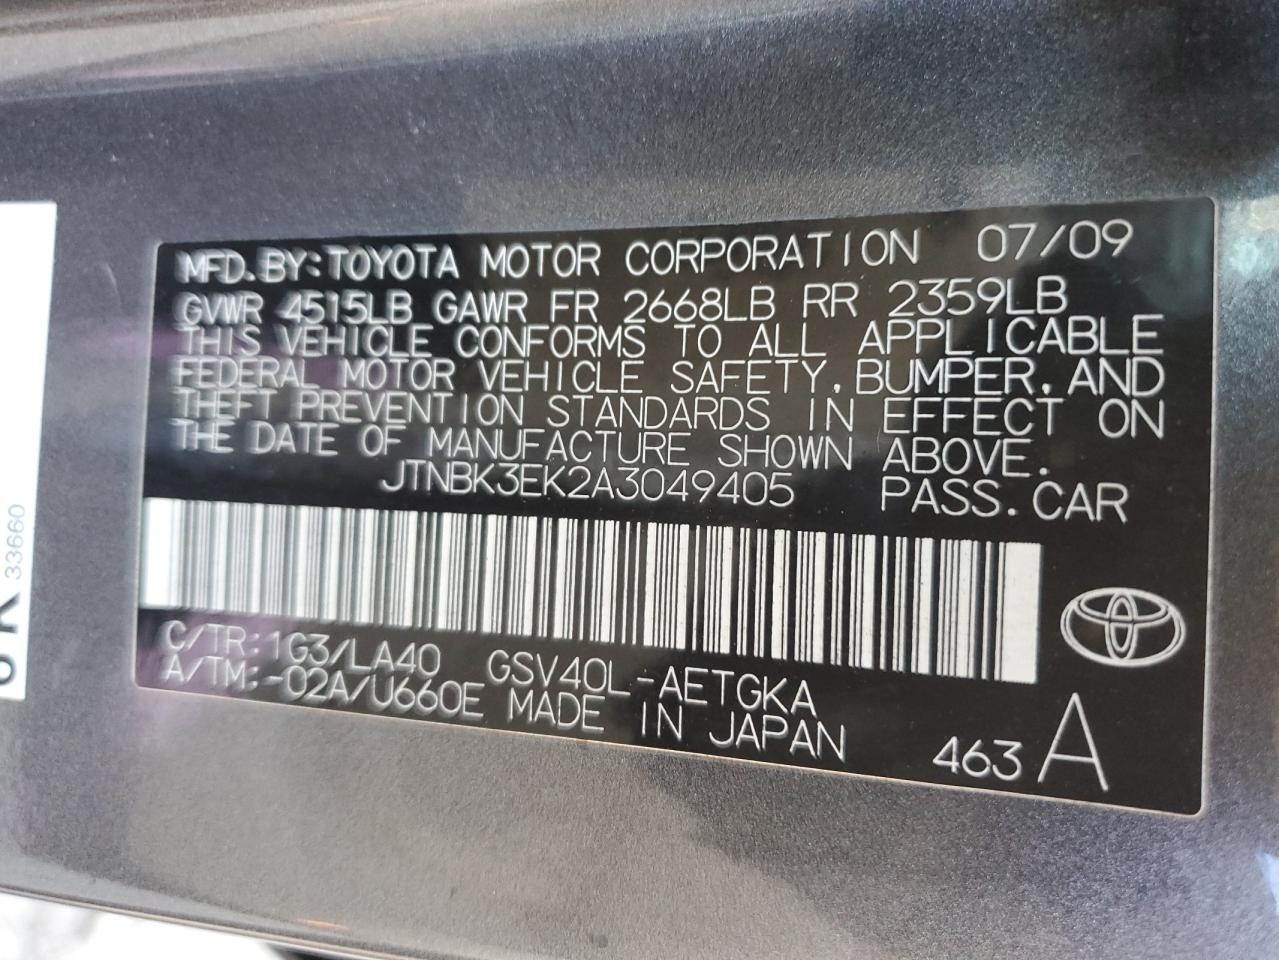 MFD.BY:TOYOTA MOTOR CORPORATION 07/09
GVWR 4515LB GAWR FR 2668LB RR 2359LB
THIS VEHICLE CONFORMS TO ALL APPLICABLE
FEDERAL MOTOR VEHICLE SAFETY,BUMPER,AND
THEFT PREVENTION STANDARDS IN EFFECT ON
THE DATE OF MANUFACTURE SHOWN ABOVE.
JTNBK3EK2A3049405 PASS.CAR
C/TR:1G3/LA40 GSV40L-AETGKA
A/TM:-02A/U660E MADE IN JAPAN
463 A
33660